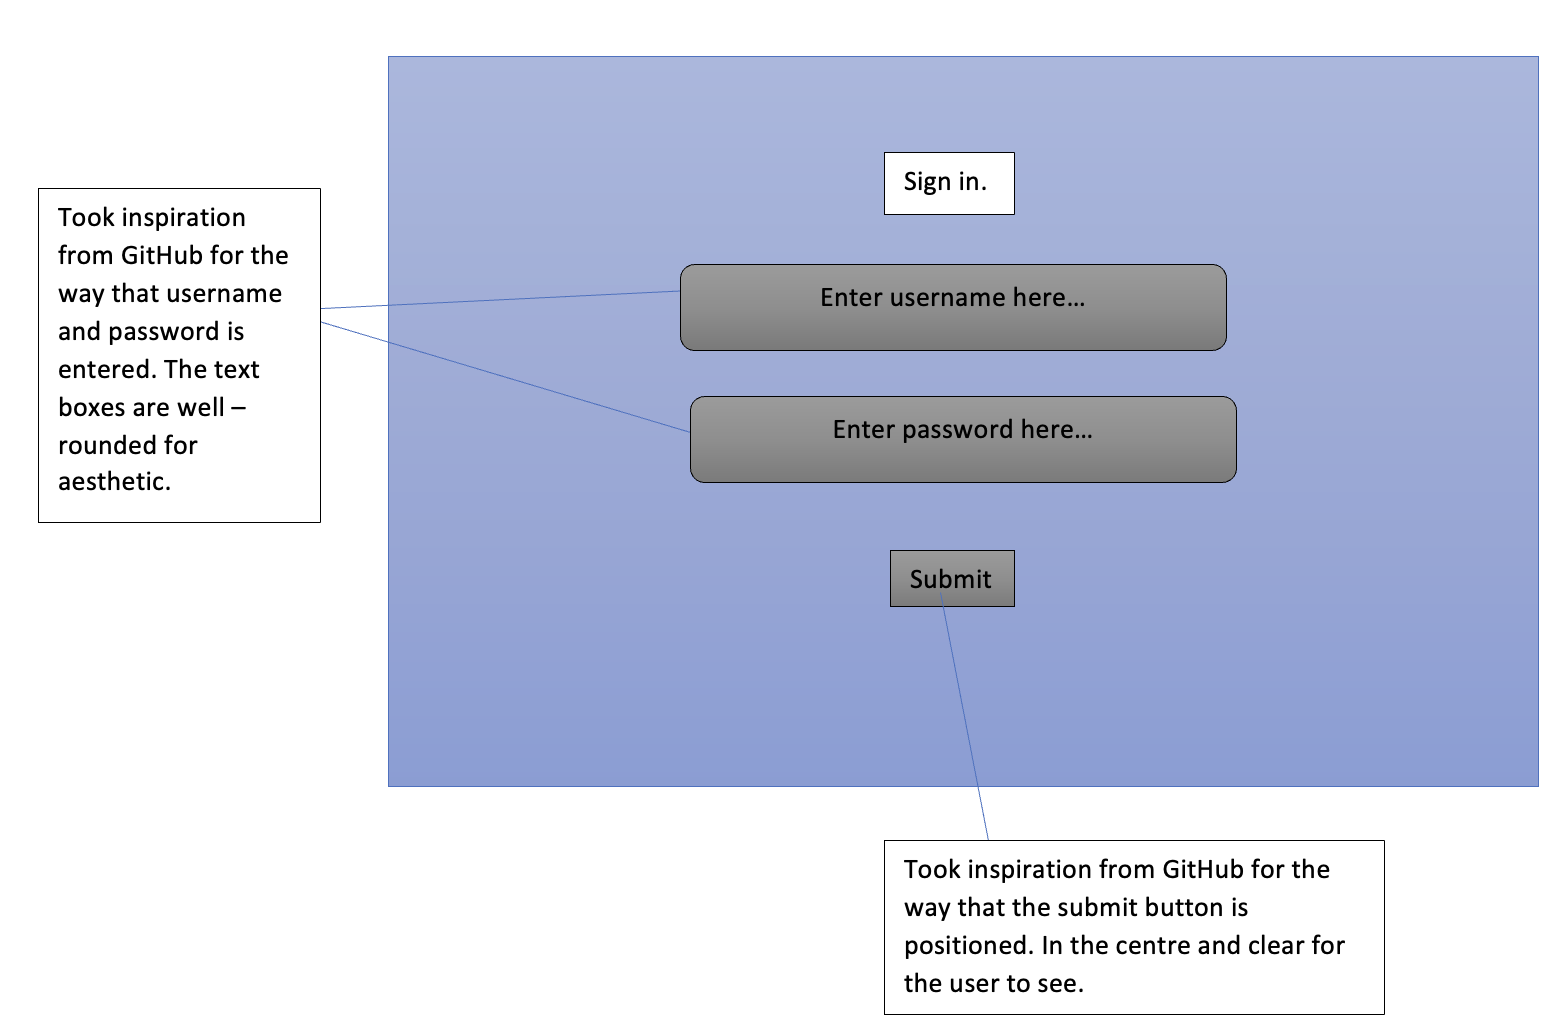 Sign in.
Took inspiration
from GitHub for the
way that username
and password is
entered. The text
boxes are well –
rounded for
aesthetic.
Enter username here…
Enter password here…
Submit
Took inspiration from GitHub for the
way that the submit button is
positioned. In the centre and clear for
the user to see.